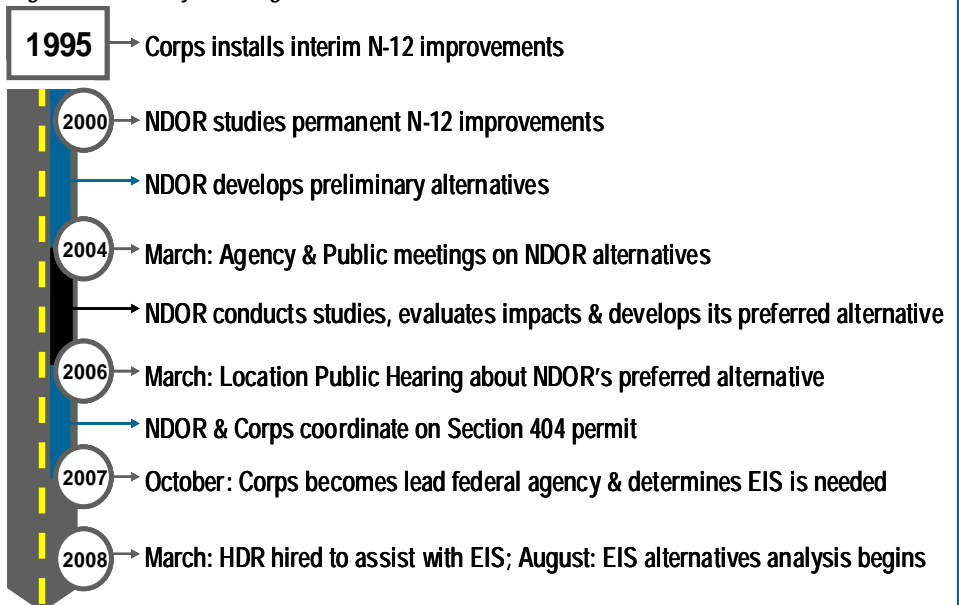 1995
Corps installs interim N-12 improvements
2000
NDOR studies permanent N-12 improvements
NDOR develops preliminary alternatives
2004
March: Agency & Public meetings on NDOR alternatives
NDOR conducts studies, evaluates impacts & develops its preferred alternative
2006
March: Location Public Hearing about NDOR's preferred alternative
NDOR & Corps coordinate on Section 404 permit
2007
October: Corps becomes lead federal agency & determines EIS is needed
2008
March: HDR hired to assist with EIS; August: EIS alternatives analysis begins